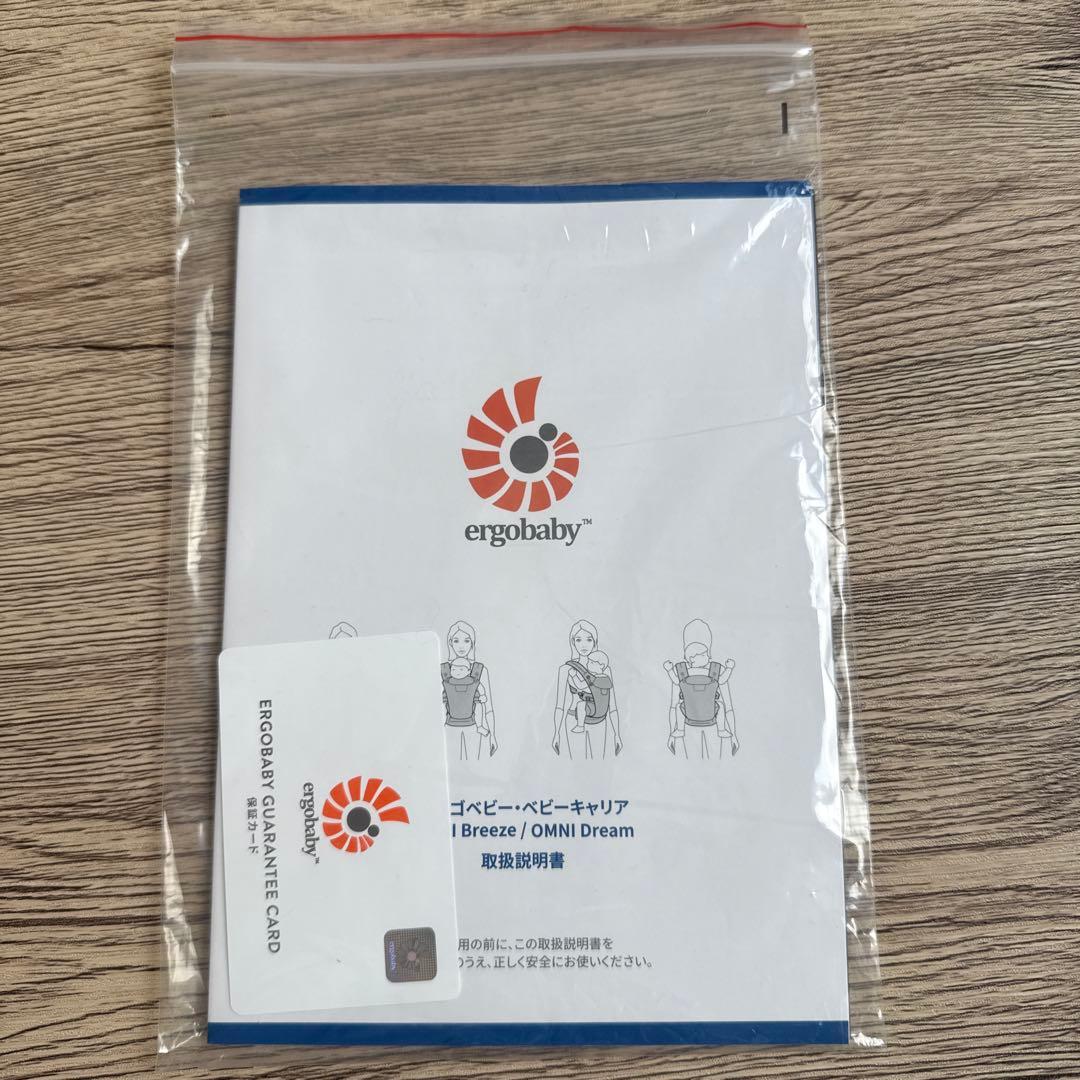 ergobaby™
ゴベビー・ベビーキャリア
Breeze / OMNI Dream
取扱説明書
用の前に、この取扱説明書を
のうえ、正しく安全にお使いください。
ERGOBABY GUARANTEE CARD
保証カード
ergobaby™
ergobaby